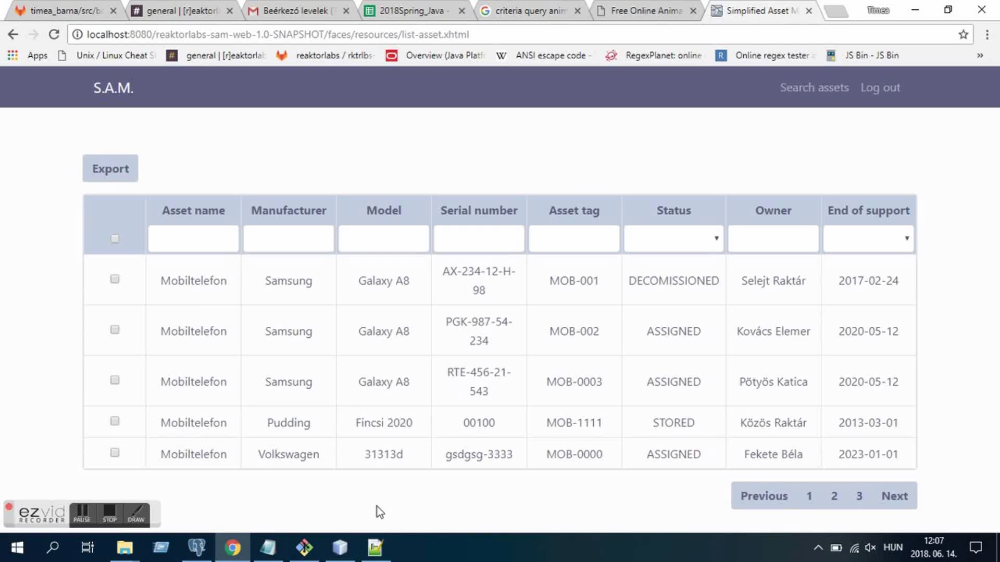 timea_barna/src/b
general | [r]eaktorl
Beérkező levelek (
2018Spring_Java -
criteria query anim
Free Online Anima
Simplified Asset M
Timea
localhost:8080/reaktorlabs-sam-web-1.0-SNAPSHOT/faces/resources/list-asset.xhtml
Apps
Unix / Linux Cheat S
general | [r]eaktorlab
reaktorlabs / rktrlbs-
Overview (Java Platf
W ANSI escape code -
RegexPlanet: online
R Online regex tester
JS Bin - JS Bin
»
S.A.M.
Search assets
Log out
Export
Asset name Manufacturer Model Serial number Asset tag Status Owner End of support
Mobiltelefon Samsung Galaxy A8 AX-234-12-H-98 MOB-001 DECOMISSIONED Selejt Raktár 2017-02-24
Mobiltelefon Samsung Galaxy A8 PGK-987-54-234 MOB-002 ASSIGNED Kovács Elemer 2020-05-12
Mobiltelefon Samsung Galaxy A8 RTE-456-21-543 MOB-0003 ASSIGNED Pötyös Katica 2020-05-12
Mobiltelefon Pudding Fincsi 2020 00100 MOB-1111 STORED Közös Raktár 2013-03-01
Mobiltelefon Volkswagen 31313d gsdgsg-3333 MOB-0000 ASSIGNED Fekete Béla 2023-01-01
Previous 1 2 3 Next
ezvid
RECORDER
PAUSE STOP DRAW
HUN
12:07
2018. 06. 14.